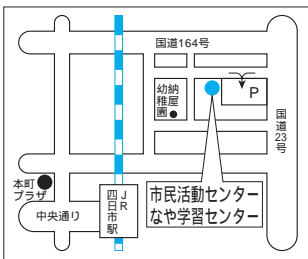 国道164号
幼稚園
納屋
P
国道23号
本町
プラザ
中央通り
JR
四日市駅
市民活動センター
なや学習センター